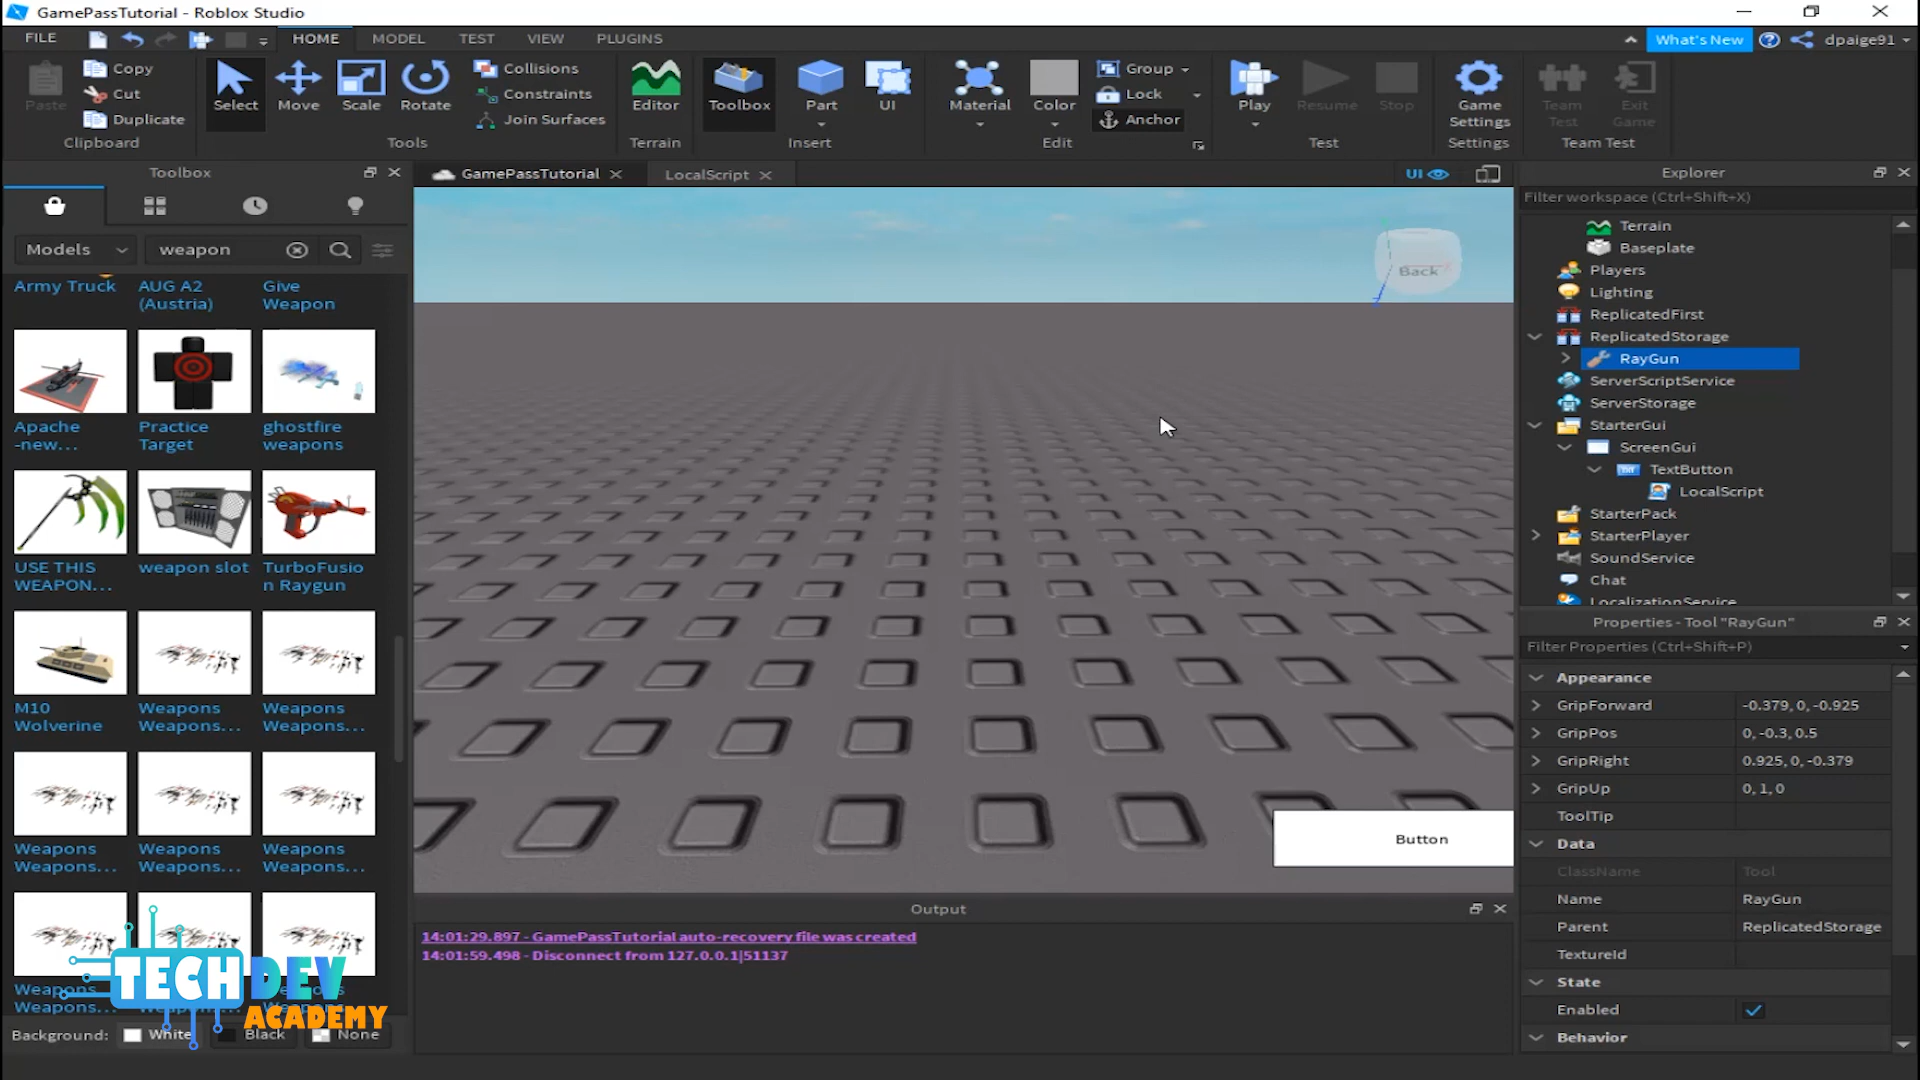 GamePassTutorial - Roblox Studio
FILE
HOME
MODEL
TEST
VIEW
PLUGINS
What's New
dpaige91
Paste
Copy
Cut
Duplicate
Clipboard
Select
Move
Scale
Rotate
Collisions
Constraints
Join Surfaces
Tools
Editor
Terrain
Toolbox
Part
UI
Insert
Material
Color
Group
Lock
Anchor
Edit
Play
Resume
Stop
Test
Game
Settings
Settings
Team
Test
Exit
Game
Team Test
Toolbox
Models
weapon
Army Truck
AUG A2
(Austria)
Give
Weapon
Apache
-new...
Practice
Target
ghostfire
weapons
USE THIS
WEAPON...
weapon slot
TurboFusio
n Raygun
M10
Wolverine
Weapons
Weapons...
Weapons
Weapons...
Weapons
Weapons...
Weapons
Weapons...
Weapons
Weapons...
Weapons
Weapons...
TECH DEV
ACADEMY
Background:
White
Black
None
GamePassTutorial
LocalScript
UI
Back
Button
Output
14:01:29.897 - GamePassTutorial auto-recovery file was created
14:01:59.498 - Disconnect from 127.0.0.1|51137
Explorer
Filter workspace (Ctrl+Shift+X)
Terrain
Baseplate
Players
Lighting
ReplicatedFirst
ReplicatedStorage
RayGun
ServerScriptService
ServerStorage
StarterGui
ScreenGui
TextButton
LocalScript
StarterPack
StarterPlayer
SoundService
Chat
LocalizationService
Properties - Tool "RayGun"
Filter Properties (Ctrl+Shift+P)
Appearance
GripForward -0.379, 0, -0.925
GripPos 0, -0.3, 0.5
GripRight 0.925, 0, -0.379
GripUp 0, 1, 0
ToolTip
Data
ClassName Tool
Name RayGun
Parent ReplicatedStorage
TextureId
State
Enabled
Behavior